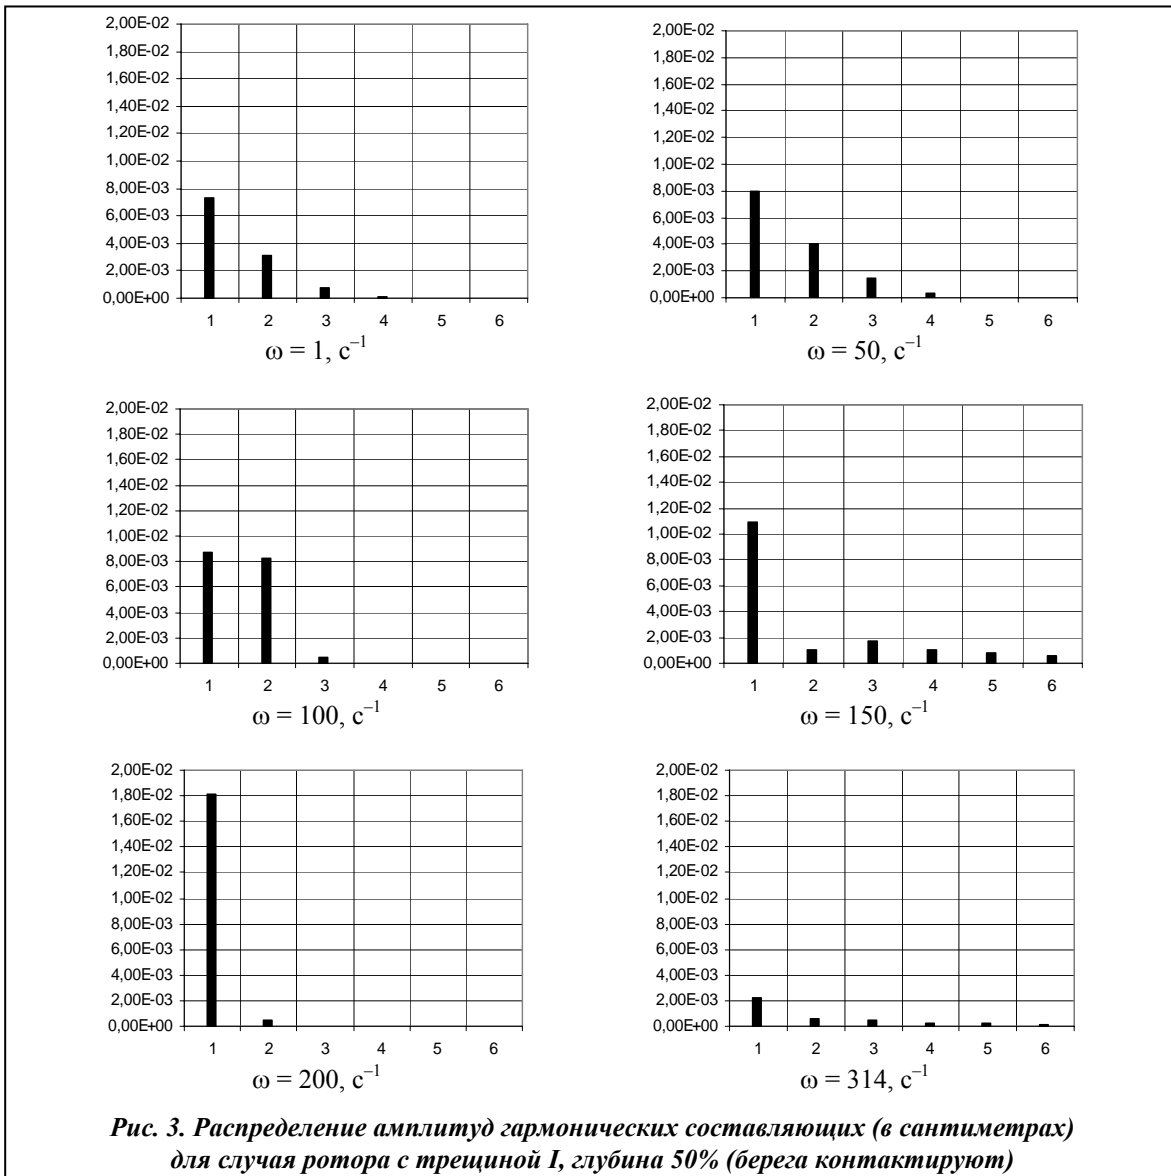 2,00E-02
1,80E-02
1,60E-02
1,40E-02
1,20E-02
1,00E-02
8,00E-03
6,00E-03
4,00E-03
2,00E-03
0,00E+00
1 2 3 4 5 6
ω = 1, с⁻¹
2,00E-02
1,80E-02
1,60E-02
1,40E-02
1,20E-02
1,00E-02
8,00E-03
6,00E-03
4,00E-03
2,00E-03
0,00E+00
1 2 3 4 5 6
ω = 50, с⁻¹
2,00E-02
1,80E-02
1,60E-02
1,40E-02
1,20E-02
1,00E-02
8,00E-03
6,00E-03
4,00E-03
2,00E-03
0,00E+00
1 2 3 4 5 6
ω = 100, с⁻¹
2,00E-02
1,80E-02
1,60E-02
1,40E-02
1,20E-02
1,00E-02
8,00E-03
6,00E-03
4,00E-03
2,00E-03
0,00E+00
1 2 3 4 5 6
ω = 150, с⁻¹
2,00E-02
1,80E-02
1,60E-02
1,40E-02
1,20E-02
1,00E-02
8,00E-03
6,00E-03
4,00E-03
2,00E-03
0,00E+00
1 2 3 4 5 6
ω = 200, с⁻¹
2,00E-02
1,80E-02
1,60E-02
1,40E-02
1,20E-02
1,00E-02
8,00E-03
6,00E-03
4,00E-03
2,00E-03
0,00E+00
1 2 3 4 5 6
ω = 314, с⁻¹
Рис. 3. Распределение амплитуд гармонических составляющих (в сантиметрах)
для случая ротора с трещиной I, глубина 50% (берега контактируют)